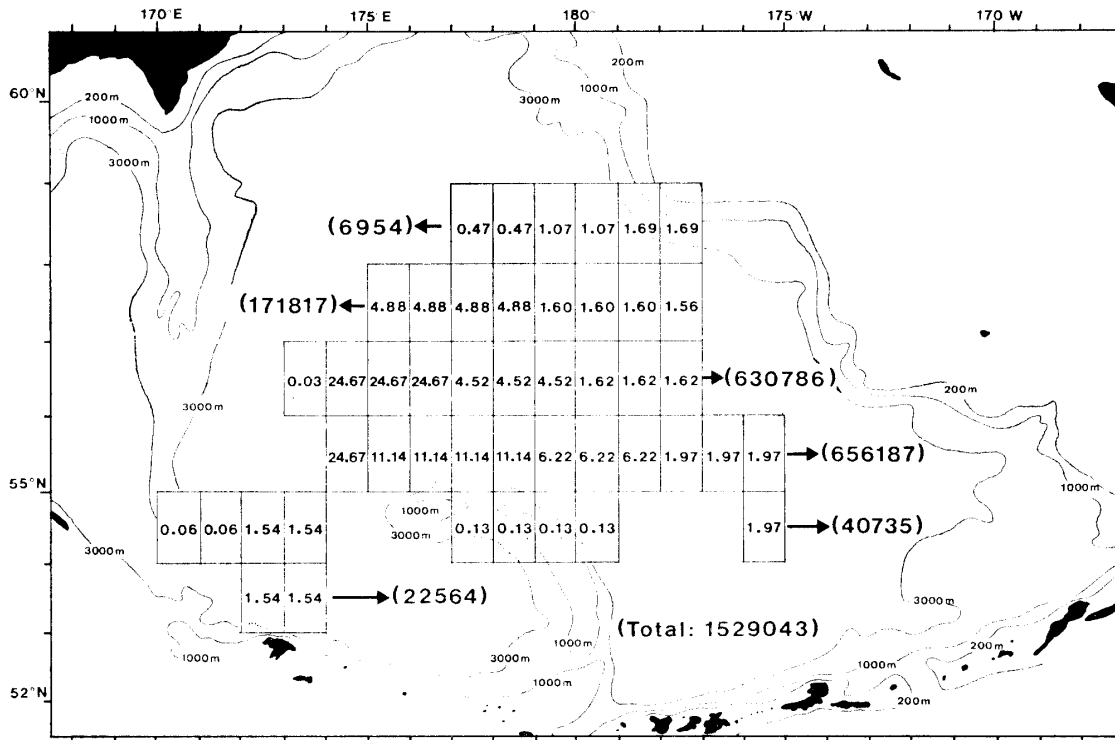 170°E 175°E 180° 175°W 170°W
200m
200m
60°N
1000m
3000m
200m
1000m
3000m
(6954) 0.47 0.47 1.07 1.07 1.69 1.69
(171817) 4.88 4.88 4.88 4.88 1.60 1.60 1.60 1.56
0.03 24.67 24.67 24.67 4.52 4.52 4.52 1.62 1.62 1.62 (630786)
200m
3000m
24.67 11.14 11.14 11.14 11.14 6.22 6.22 6.22 1.97 1.97 1.97 (656187)
55°N
1000m
1000m
0.06 0.06 1.54 1.54 3000m 0.13 0.13 0.13 0.13 1.97 (40735)
3000m
1.54 1.54 (22564)
3000m
(Total: 1529043)
200m
1000m 3000m 1000m 1000m
1000m
52°N
200m